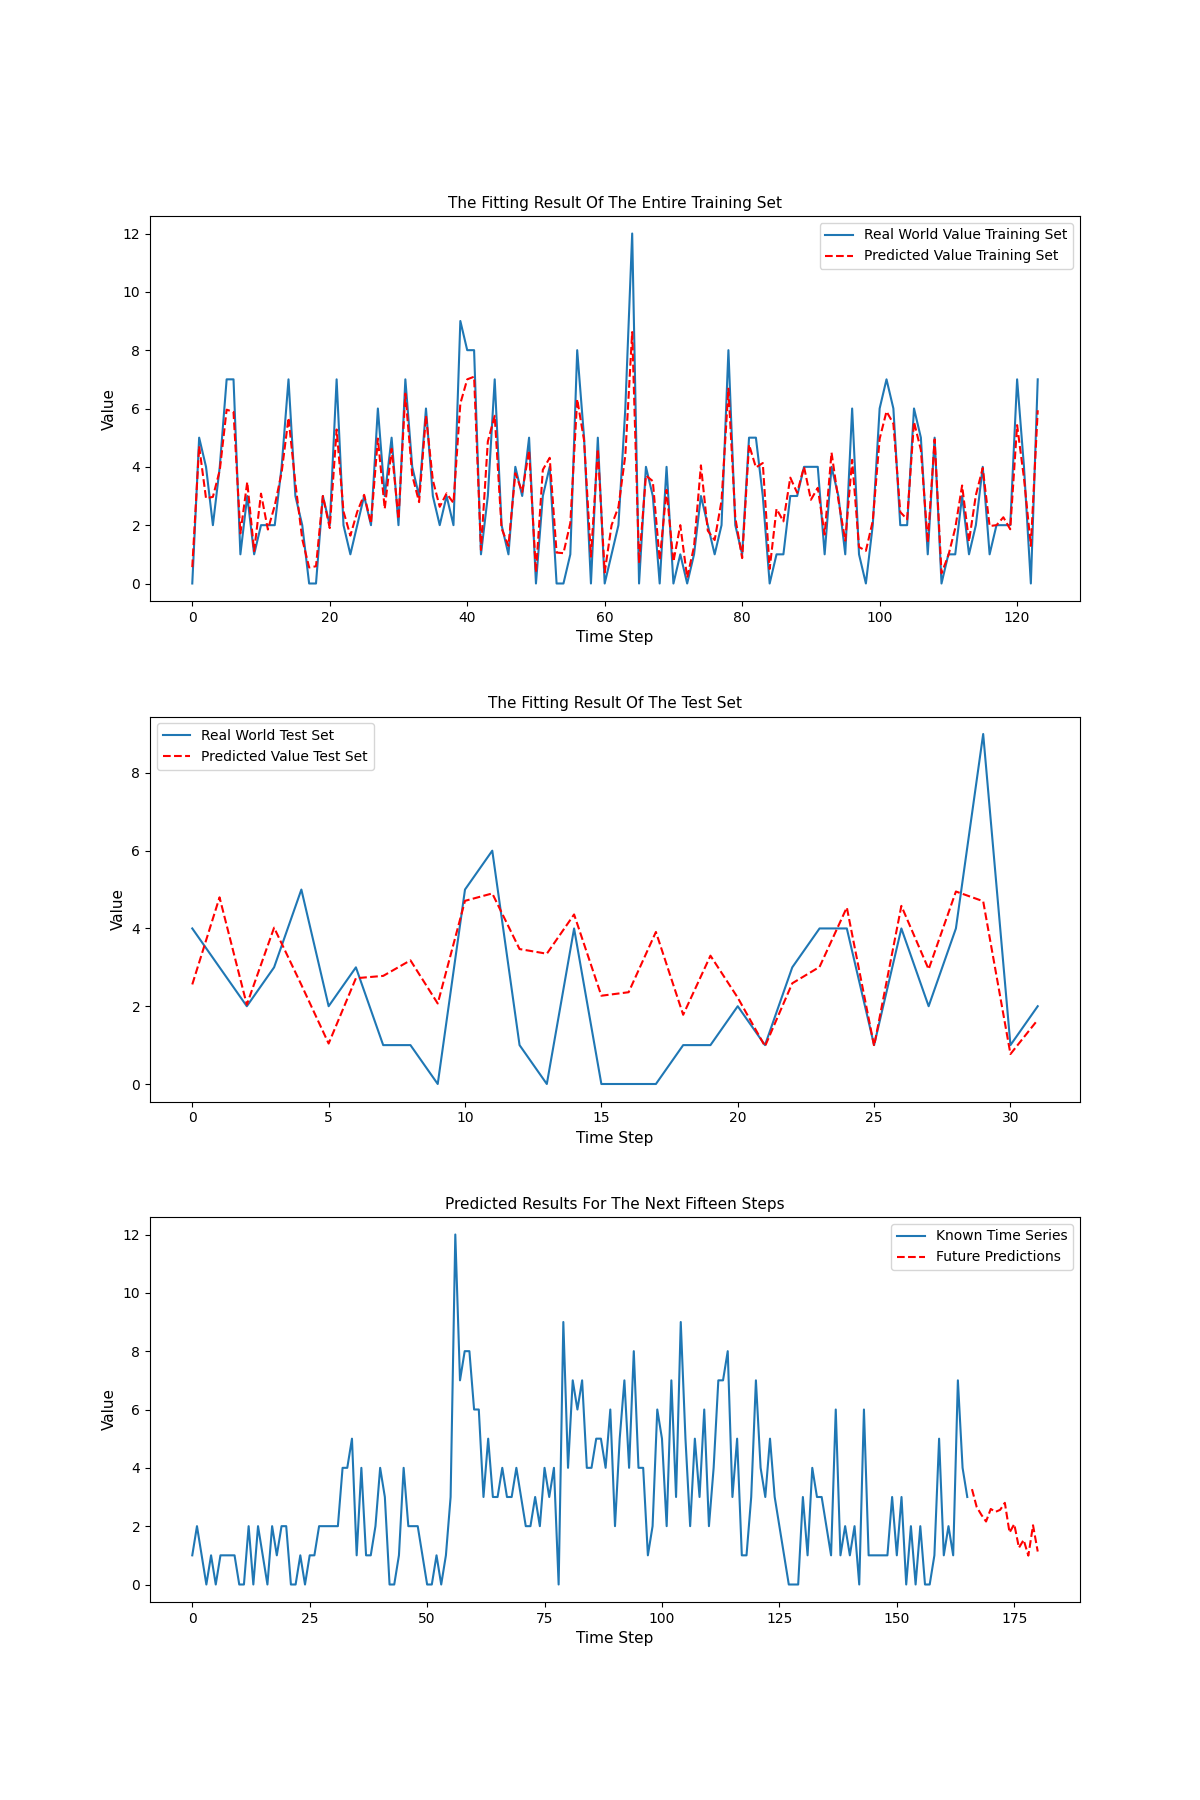 The Fitting Result Of The Entire Training Set
Real World Value Training Set
Predicted Value Training Set
Value
12
10
8
6
4
2
0
0 20 40 60 80 100 120
Time Step
The Fitting Result Of The Test Set
Real World Test Set
Predicted Value Test Set
Value
8
6
4
2
0
0 5 10 15 20 25 30
Time Step
Predicted Results For The Next Fifteen Steps
Known Time Series
Future Predictions
Value
12
10
8
6
4
2
0
0 25 50 75 100 125 150 175
Time Step